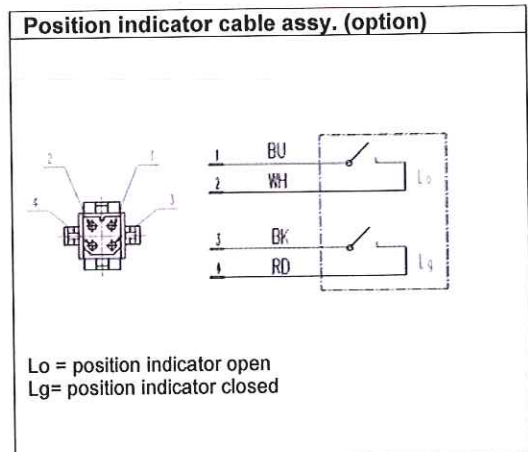 Position indicator cable assy. (option)
2 1
4 3
1 BU
2 WH
Lo
3 BK
4 RD
Lg
Lo = position indicator open
Lg= position indicator closed